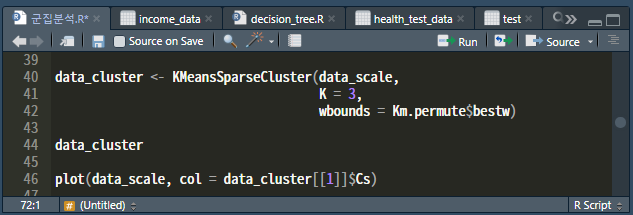 군집분석.R* income_data decision_tree.R health_test_data test
Source on Save Run Source
39
40 data_cluster <- KMeansSparseCluster(data_scale,
41 K = 3,
42 wbounds = Km.permute$bestw)
43
44 data_cluster
45
46 plot(data_scale, col = data_cluster[[1]]$Cs)
47
72:1 # (Untitled) R Script